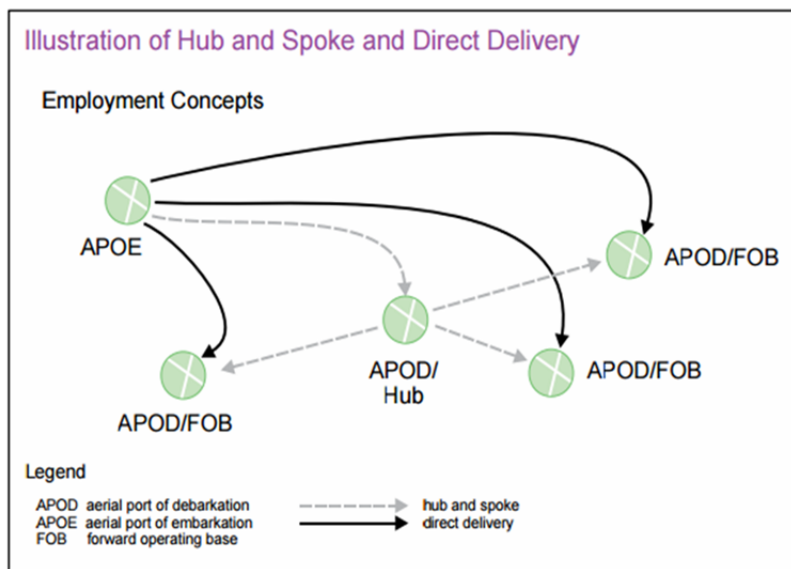 Illustration of Hub and Spoke and Direct Delivery
Employment Concepts
APOE
APOD/FOB
APOD/
Hub
APOD/FOB
APOD/FOB
Legend
APOD aerial port of debarkation
APOE aerial port of embarkation
FOB forward operating base
hub and spoke
direct delivery